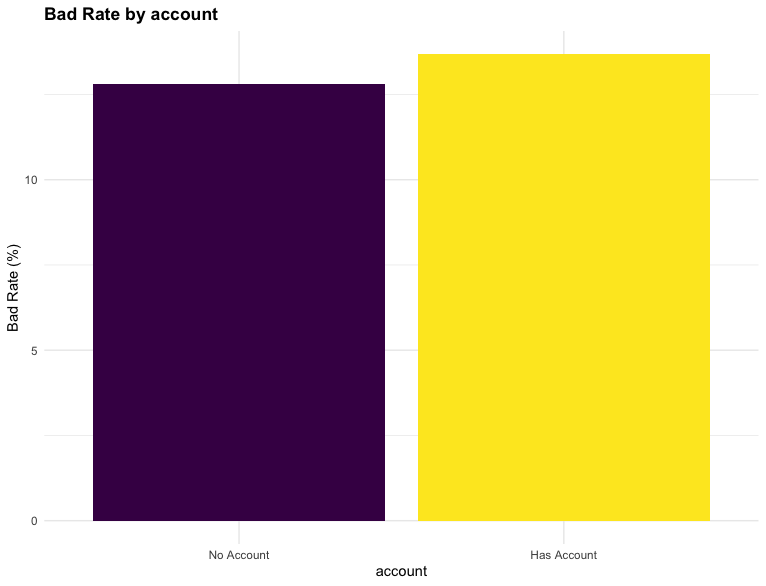 Bad Rate by account
Bad Rate (%)
10
5
0
No Account
Has Account
account